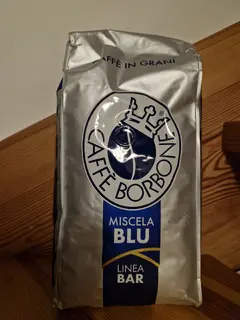 CAFFÈ IN GRANI
CAFFÈ BORBONE
MISCELA
BLU
LINEA
BAR